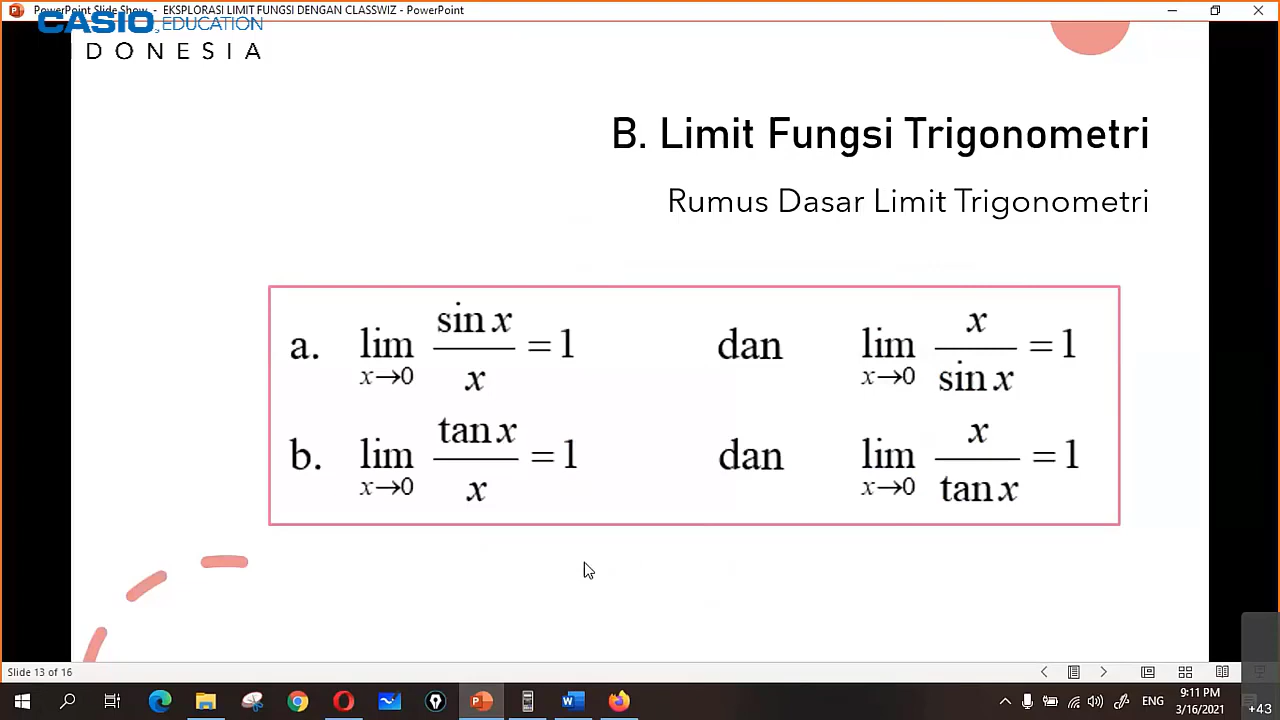 PowerPoint Slide Show - EKSPLORASI LIMIT FUNGSI DENGAN CLASSWIZ - PowerPoint
CASIO EDUCATION
DONESIA
B. Limit Fungsi Trigonometri
Rumus Dasar Limit Trigonometri
a. lim x→0 sin x / x = 1 dan lim x→0 x / sin x = 1
b. lim x→0 tan x / x = 1 dan lim x→0 x / tan x = 1
Slide 13 of 16
ENG
9:11 PM
3/16/2021
+43